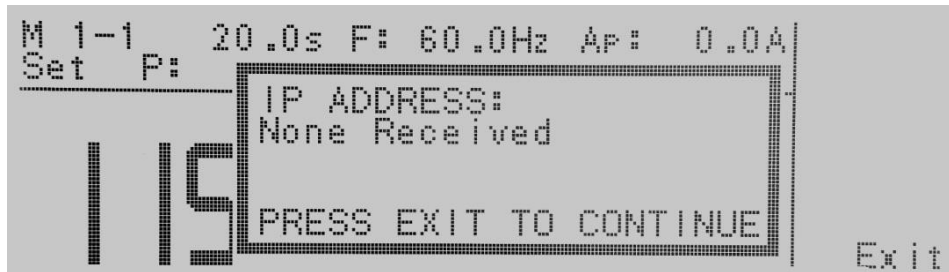 M 1-1 20.0s F: 60.0Hz Ap: 0.0A
Set P:
IP ADDRESS:
None Received
115
PRESS EXIT TO CONTINUE
Exit